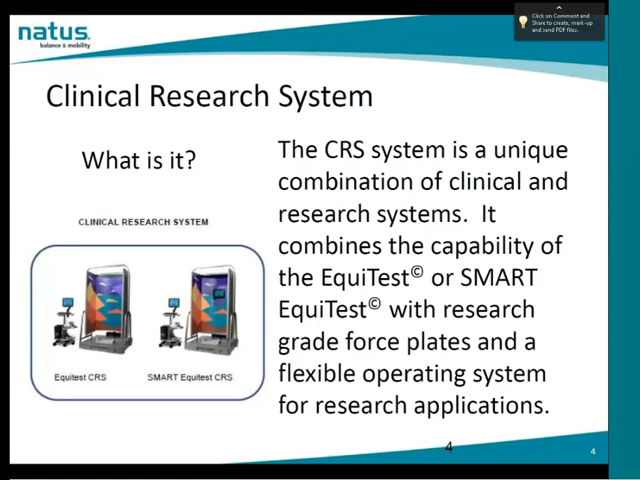 natus.
balance & mobility
Click on Comment and
Share to create, mark-up
and send PDF files.
Clinical Research System
What is it?
CLINICAL RESEARCH SYSTEM
Equitest CRS
SMART Equitest CRS
The CRS system is a unique
combination of clinical and
research systems. It
combines the capability of
the EquiTest© or SMART
EquiTest© with research
grade force plates and a
flexible operating system
for research applications.
4
4